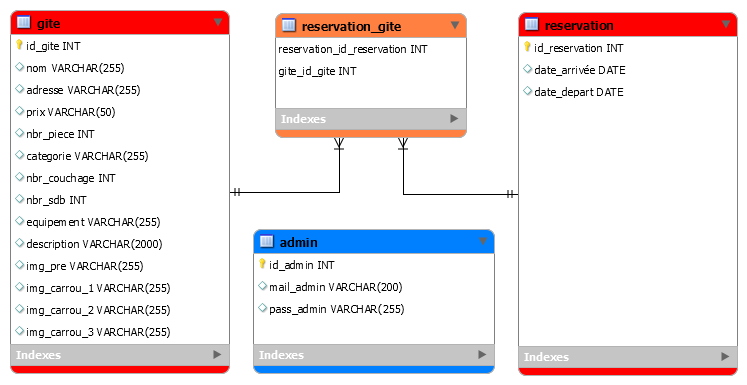 gite
id_gite INT
nom VARCHAR(255)
adresse VARCHAR(255)
prix VARCHAR(50)
nbr_piece INT
categorie VARCHAR(255)
nbr_couchage INT
nbr_sdb INT
equipement VARCHAR(255)
description VARCHAR(2000)
img_pre VARCHAR(255)
img_carrou_1 VARCHAR(255)
img_carrou_2 VARCHAR(255)
img_carrou_3 VARCHAR(255)
Indexes
reservation_gite
reservation_id_reservation INT
gite_id_gite INT
Indexes
admin
id_admin INT
mail_admin VARCHAR(200)
pass_admin VARCHAR(255)
Indexes
reservation
id_reservation INT
date_arrivée DATE
date_depart DATE
Indexes